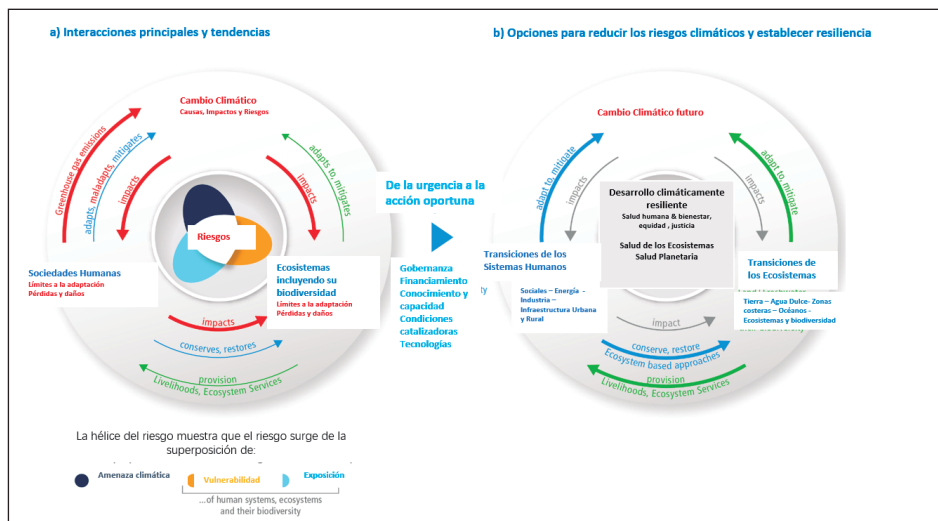 a) Interacciones principales y tendencias
Cambio Climático
Causas, Impactos y Riesgos
Greenhouse gas emissions
adapts, maladapts, mitigates
impacts
impacts
adapts to, mitigates
Riesgos
Sociedades Humanas
Límites a la adaptación
Pérdidas y daños
Ecosistemas
incluyendo su
biodiversidad
Límites a la adaptación
Pérdidas y daños
impacts
conserves, restores
provision
Livelihoods, Ecosystem Services
De la urgencia a la
acción oportuna
Gobernanza
Financiamiento
Conocimiento y
capacidad
Condiciones
catalizadoras
Tecnologías
b) Opciones para reducir los riesgos climáticos y establecer resiliencia
Cambio Climático futuro
adapt to, mitigate
impacts
impacts
adapt to, mitigate
Desarrollo climáticamente
resiliente
Salud humana & bienestar,
equidad , justicia
Salud de los Ecosistemas
Salud Planetaria
Transiciones de los
Sistemas Humanos
Sociales – Energía -
Industria –
Infraestructura Urbana
y Rural
Transiciones de
los Ecosistemas
Tierra – Agua Dulce- Zonas
costeras – Océanos -
Ecosistemas y biodiversidad
impact
conserve, restore
Ecosystem based approaches
provision
Livelihoods, Ecosystem Services
La hélice del riesgo muestra que el riesgo surge de la
superposición de:
Amenaza climática
Vulnerabilidad
Exposición
...of human systems, ecosystems
and their biodiversity